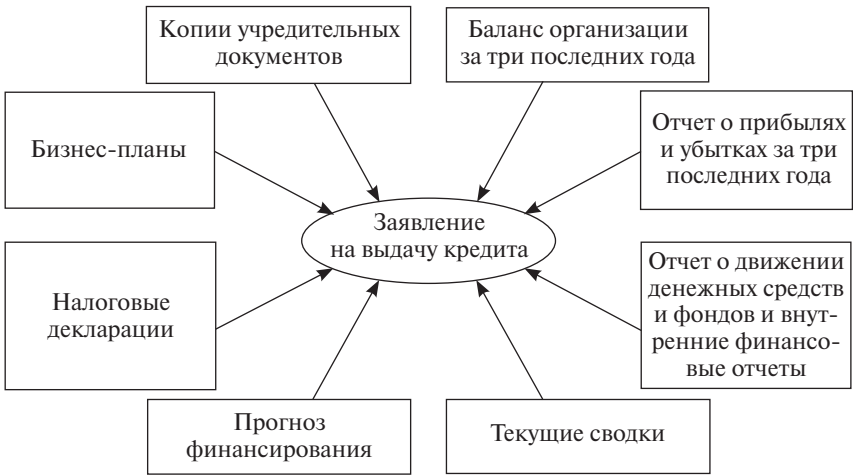 Копии учредительных
документов
Баланс организации
за три последних года
Бизнес-планы
Отчет о прибылях
и убытках за три
последних года
Заявление
на выдачу кредита
Налоговые
декларации
Отчет о движении
денежных средств
и фондов и внут-
ренние финансо-
вые отчеты
Прогноз
финансирования
Текущие сводки